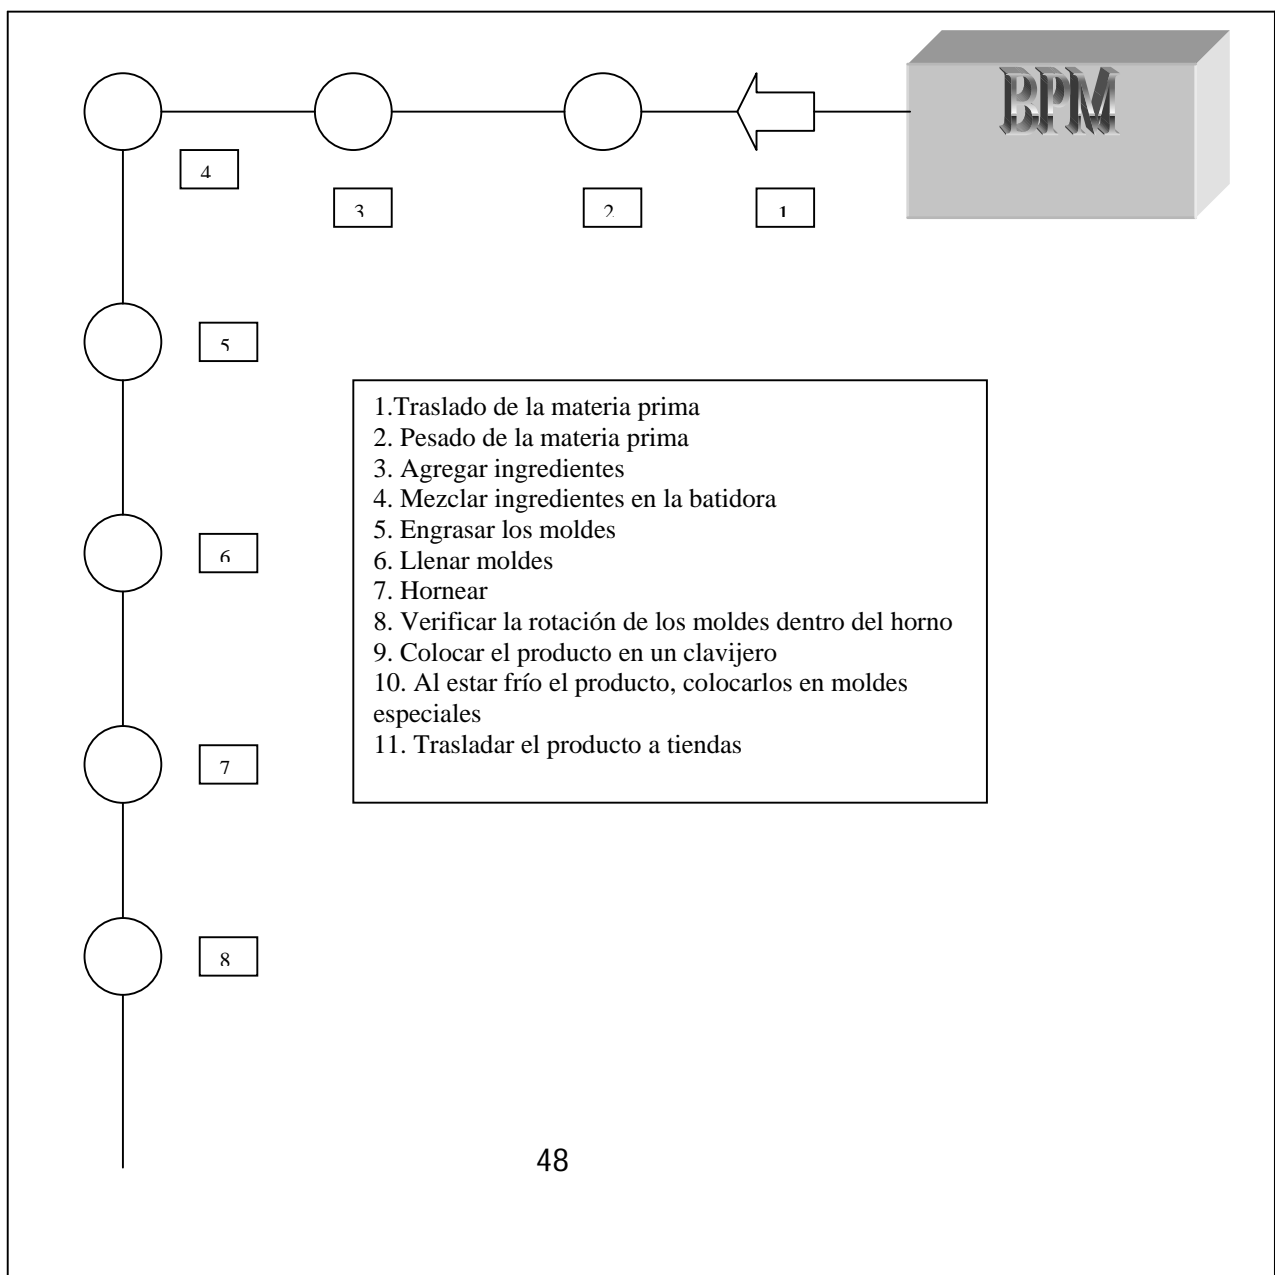 BPM
4
3
2
1
5
1.Traslado de la materia prima
2. Pesado de la materia prima
3. Agregar ingredientes
4. Mezclar ingredientes en la batidora
5. Engrasar los moldes
6. Llenar moldes
7. Hornear
8. Verificar la rotación de los moldes dentro del horno
9. Colocar el producto en un clavijero
10. Al estar frío el producto, colocarlos en moldes
especiales
11. Trasladar el producto a tiendas
6
7
8
48